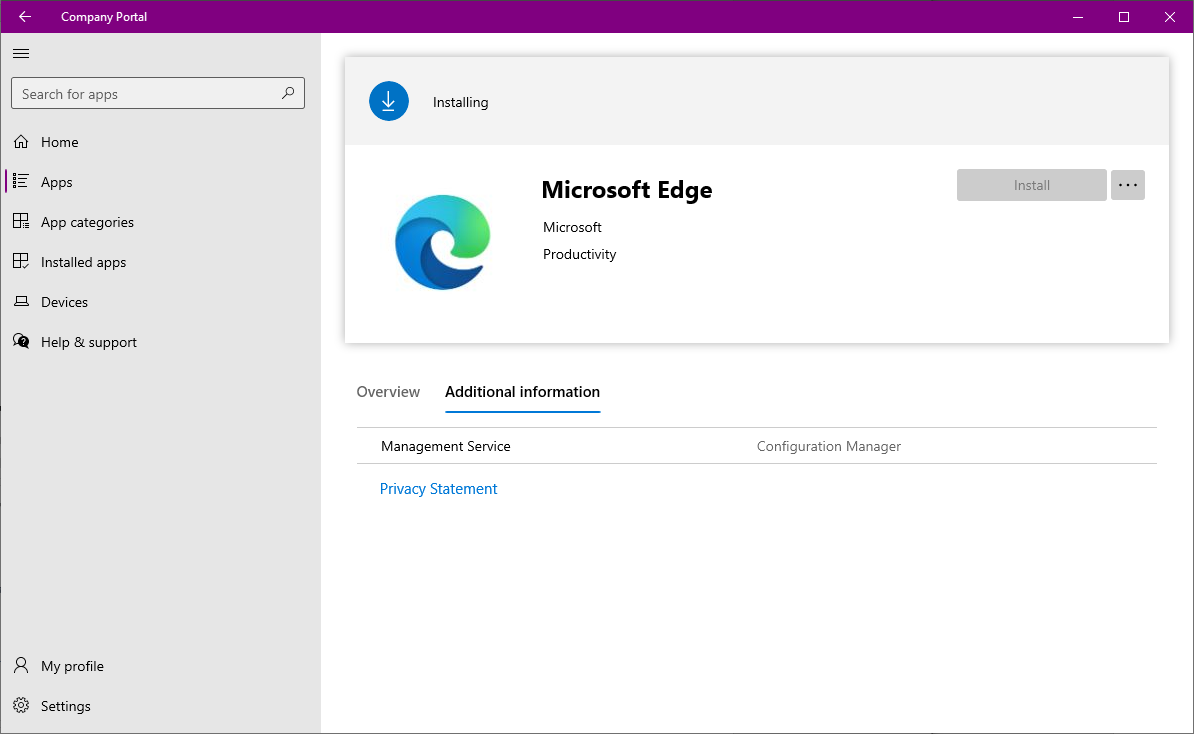 Company Portal
Search for apps
Home
Apps
App categories
Installed apps
Devices
Help & support
My profile
Settings
Installing
Microsoft Edge
Install
Microsoft
Productivity
Overview Additional information
Management Service Configuration Manager
Privacy Statement